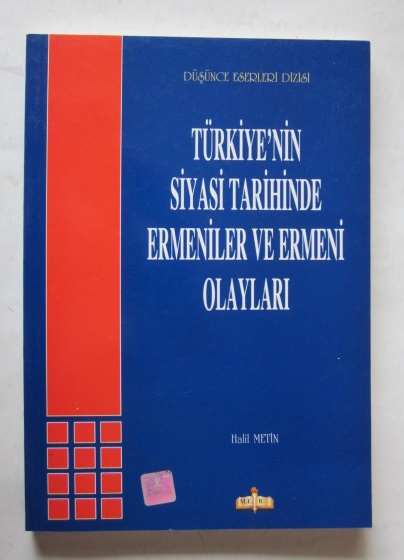 DÜŞÜNCE ESERLERİ DİZİSİ
TÜRKİYE'NİN
SİYASİ TARİHİNDE
ERMENİLER VE ERMENİ
OLAYLARI
Halil METİN
M.E.B